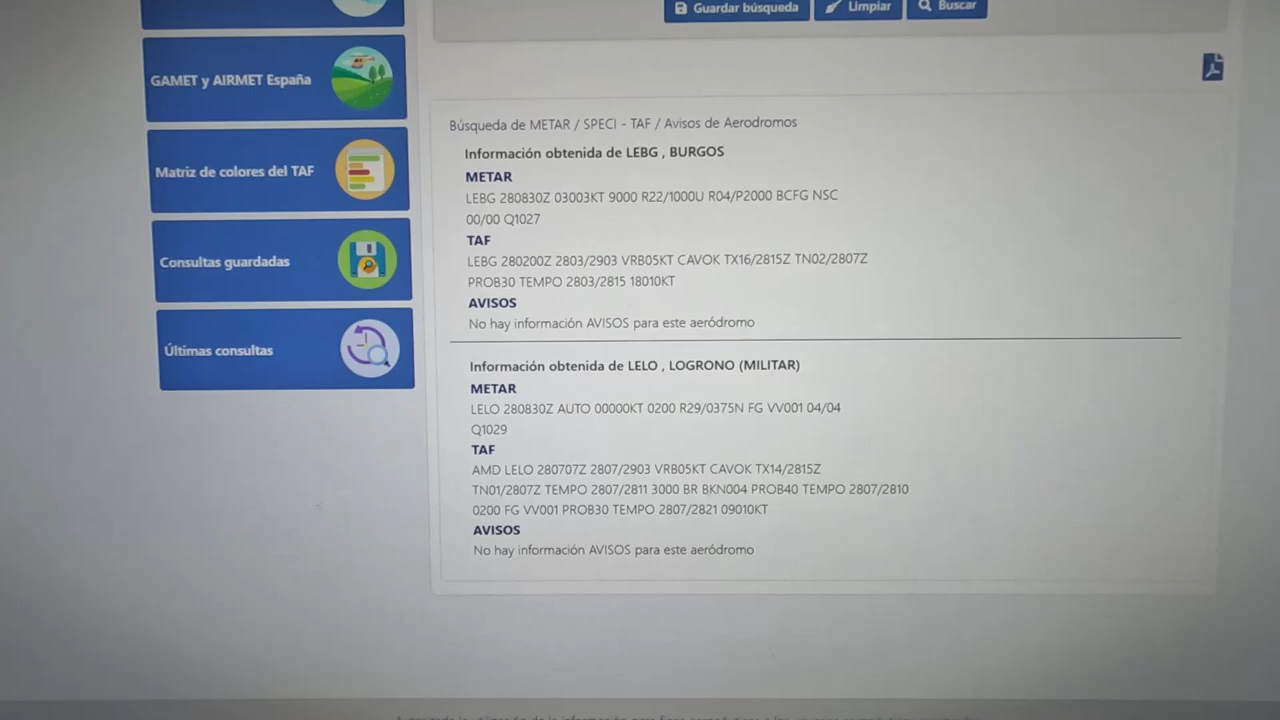 Guardar búsqueda
Limpiar
Buscar
GAMET y AIRMET España
Matriz de colores del TAF
Consultas guardadas
Últimas consultas
Búsqueda de METAR / SPECI - TAF / Avisos de Aerodromos
Información obtenida de LEBG , BURGOS
METAR
LEBG 280830Z 03003KT 9000 R22/1000U R04/P2000 BCFG NSC
00/00 Q1027
TAF
LEBG 280200Z 2803/2903 VRB05KT CAVOK TX16/2815Z TN02/2807Z
PROB30 TEMPO 2803/2815 18010KT
AVISOS
No hay información AVISOS para este aeródromo
Información obtenida de LELO , LOGRONO (MILITAR)
METAR
LELO 280830Z AUTO 00000KT 0200 R29/0375N FG VV001 04/04
Q1029
TAF
AMD LELO 280707Z 2807/2903 VRB05KT CAVOK TX14/2815Z
TN01/2807Z TEMPO 2807/2811 3000 BR BKN004 PROB40 TEMPO 2807/2810
0200 FG VV001 PROB30 TEMPO 2807/2821 09010KT
AVISOS
No hay información AVISOS para este aeródromo